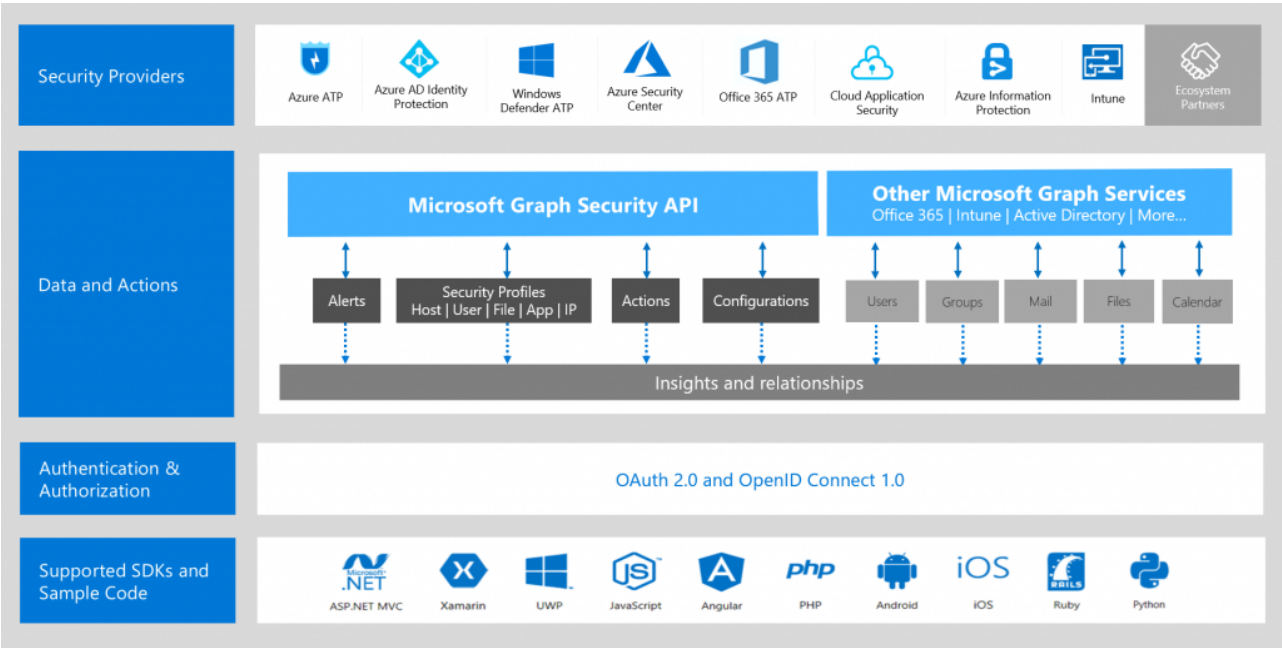 Security Providers
Azure ATP
Azure AD Identity
Protection
Windows
Defender ATP
Azure Security
Center
Office 365 ATP
Cloud Application
Security
Azure Information
Protection
Intune
Ecosystem
Partners
Data and Actions
Microsoft Graph Security API
Other Microsoft Graph Services
Office 365 | Intune | Active Directory | More...
Alerts
Security Profiles
Host | User | File | App | IP
Actions
Configurations
Users
Groups
Mail
Files
Calendar
Insights and relationships
Authentication &
Authorization
OAuth 2.0 and OpenID Connect 1.0
Supported SDKs and
Sample Code
Microsoft
.NET
ASP.NET MVC
X
Xamarin
UWP
JS
JavaScript
A
Angular
php
PHP
Android
iOS
iOS
RAILS
Ruby
Python